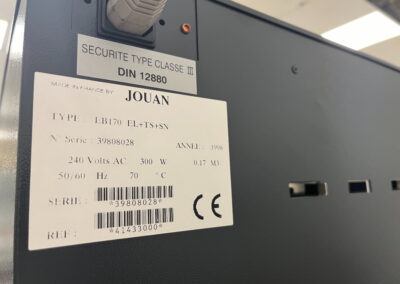 SECURITE TYPE CLASSE III
DIN 12880
MADE IN FRANCE BY JOUAN
TYPE : EB170 EL+TS+SN
N° Serie : 39808028 ANNEE : 1998
240 Volts AC 300 W 0.17 M3
50/60 Hz 70 °C
SERIE :
*39808028*
CE
REF :
*41433000*